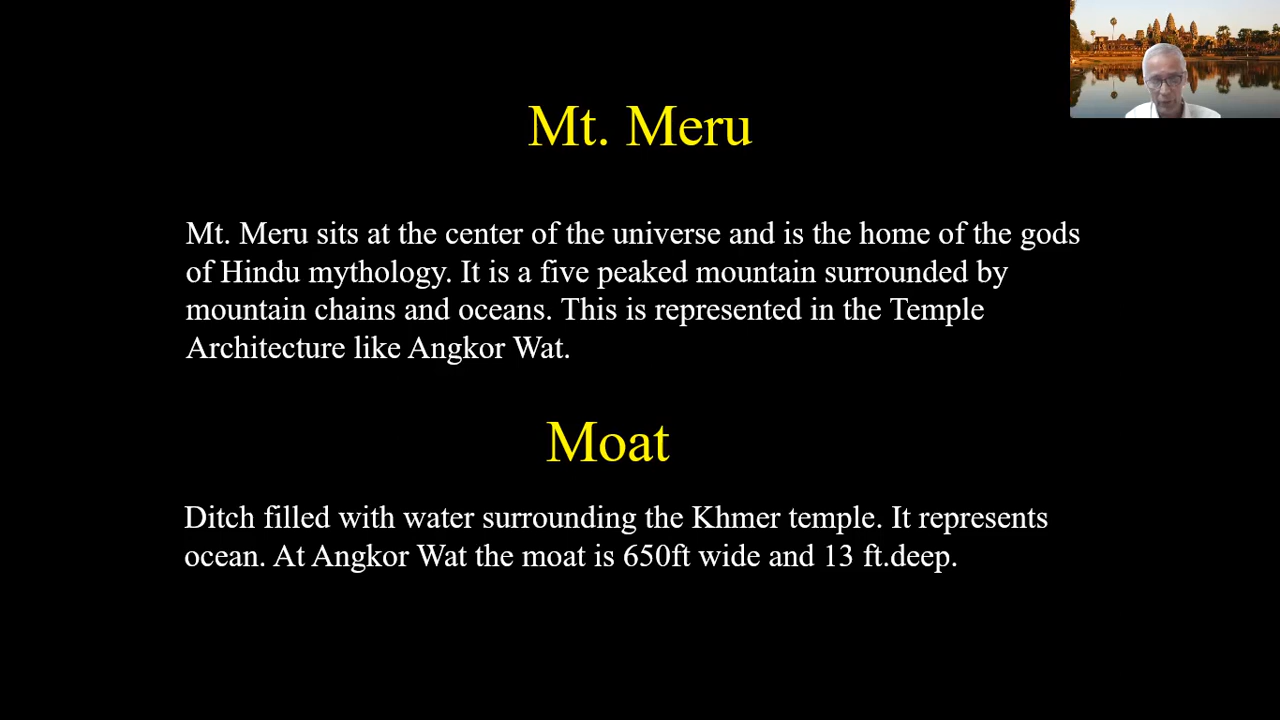 Mt. Meru
Mt. Meru sits at the center of the universe and is the home of the gods
of Hindu mythology. It is a five peaked mountain surrounded by
mountain chains and oceans. This is represented in the Temple
Architecture like Angkor Wat.
Moat
Ditch filled with water surrounding the Khmer temple. It represents
ocean. At Angkor Wat the moat is 650ft wide and 13 ft.deep.